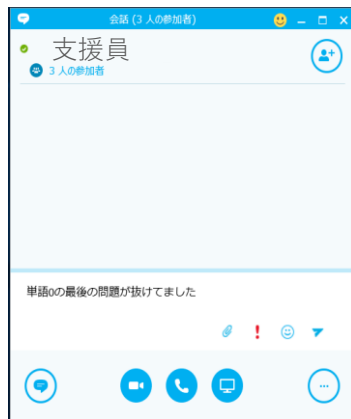 会話 (3 人の参加者)
支援員
3 人の参加者
単語0の最後の問題が抜けてました